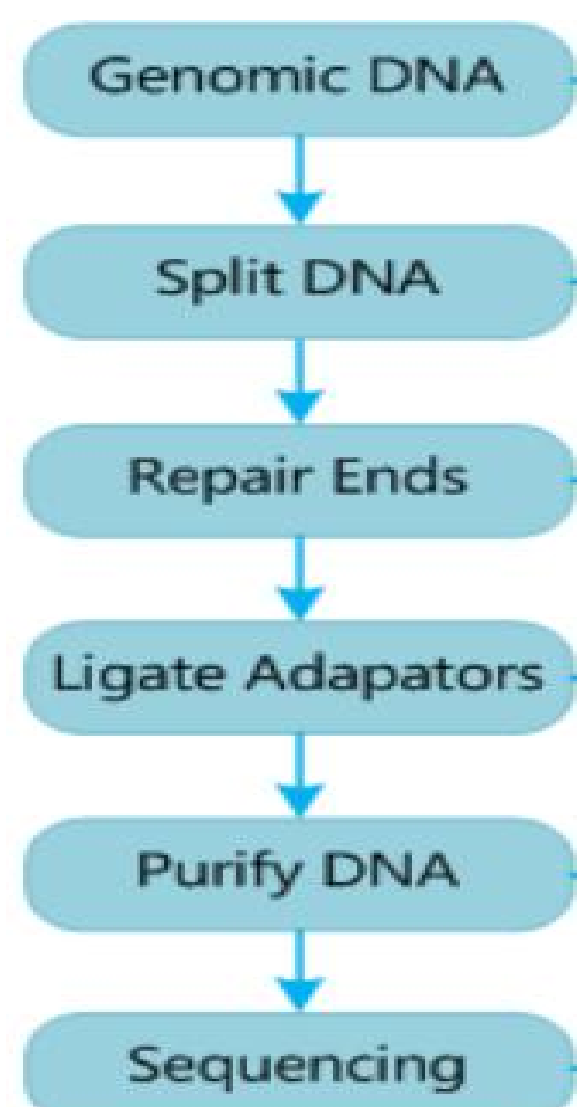 Genomic DNA
Split DNA
Repair Ends
Ligate Adapators
Purify DNA
Sequencing